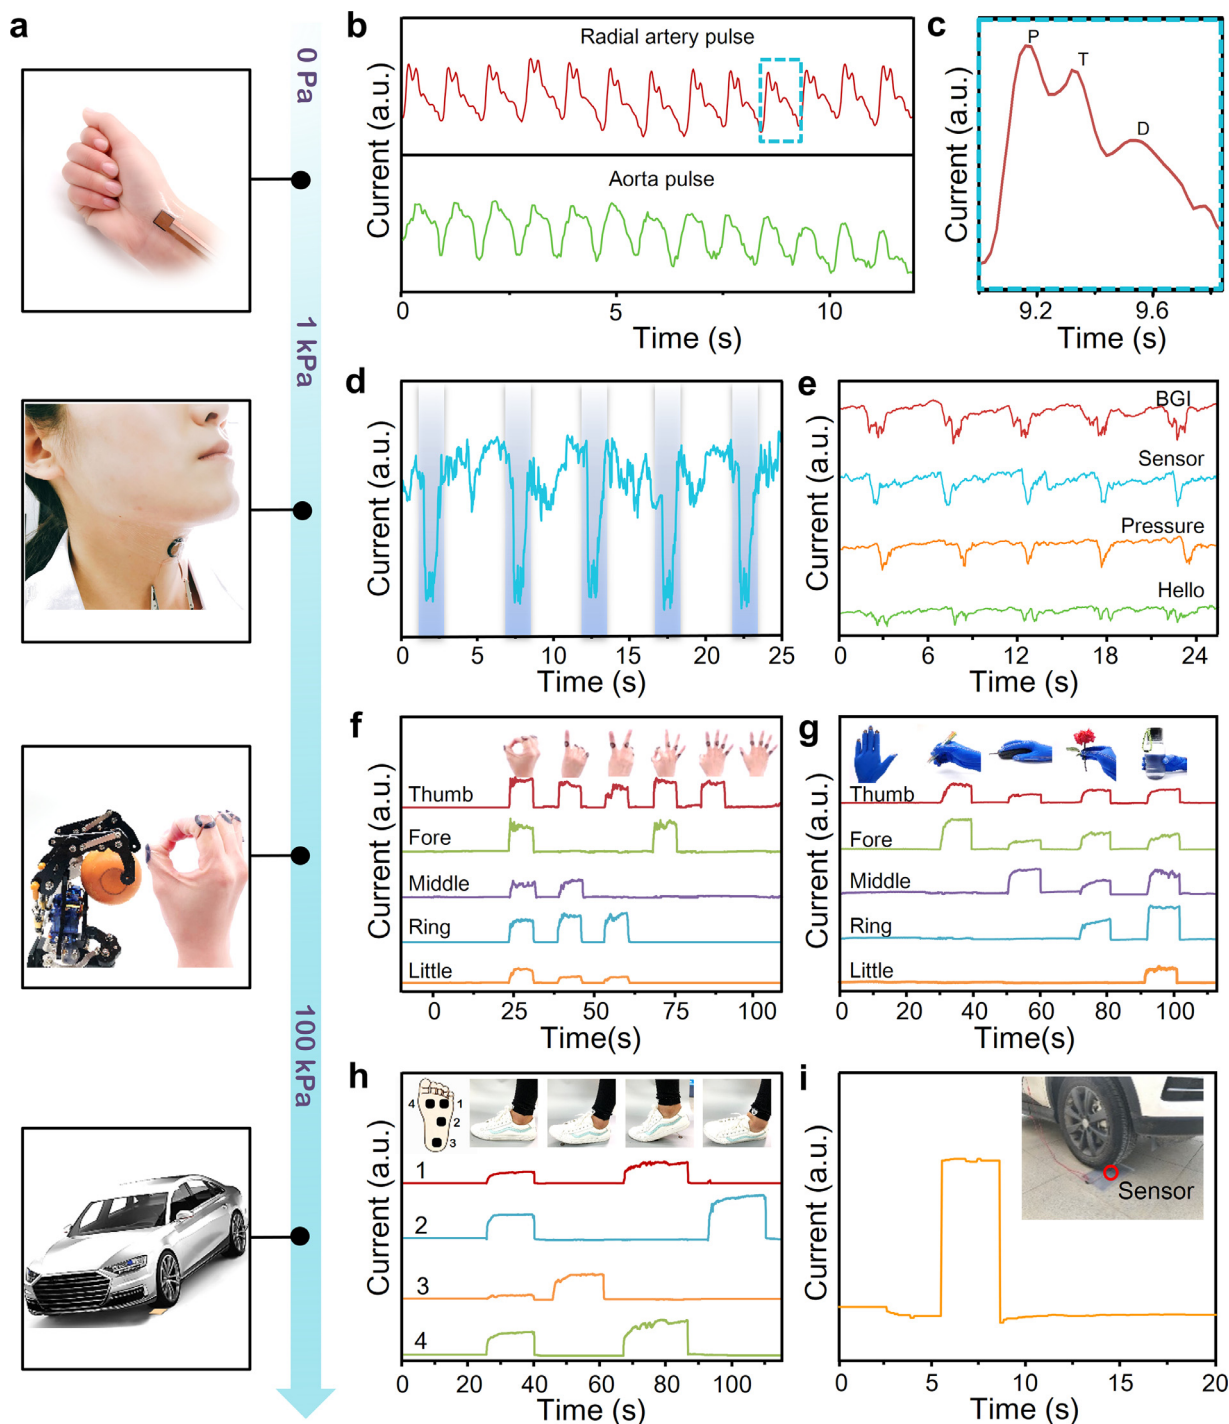 a
0 Pa
1 kPa
100 kPa
b
Radial artery pulse
Aorta pulse
Current (a.u.)
5
10
Time (s)
c
P
T
D
Current (a.u.)
9.2
9.6
Time (s)
d
Current (a.u.)
0
5
10
15
20
25
Time (s)
e
BGI
Sensor
Pressure
Hello
Current (a.u.)
0
6
12
18
24
Time (s)
f
Thumb
Fore
Middle
Ring
Little
Current (a.u.)
0
25
50
75
100
Time(s)
g
Thumb
Fore
Middle
Ring
Little
Current (a.u.)
0
20
40
60
80
100
Time(s)
h
4
1
2
3
1
2
3
4
Current (a.u.)
0
20
40
60
80
100
Time (s)
i
Sensor
Current (a.u.)
0
5
10
15
20
Time (s)